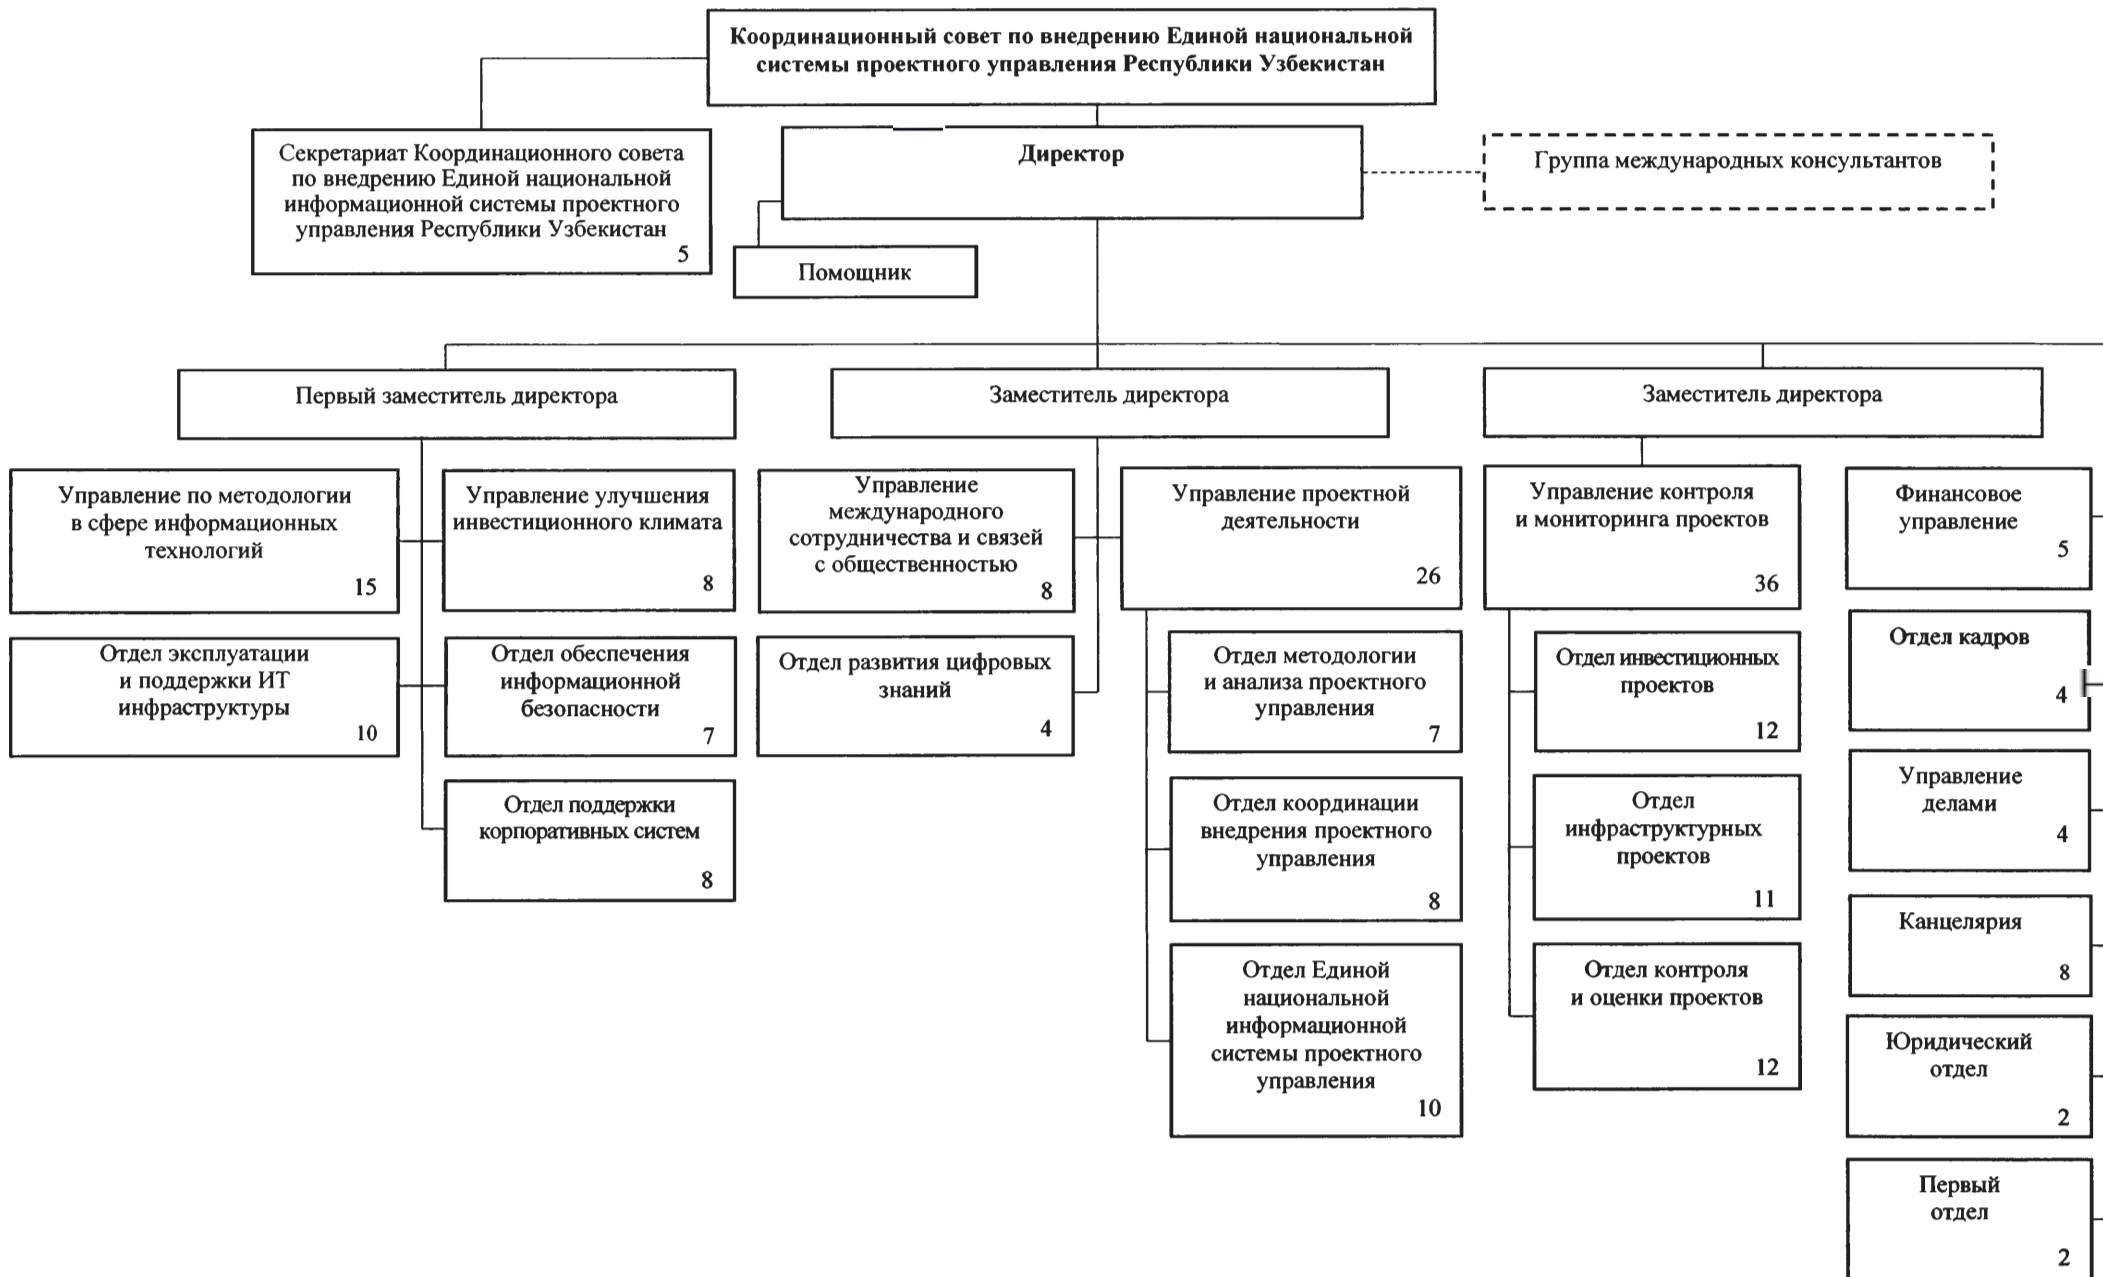 Координационный совет по внедрению Единой национальной
системы проектного управления Республики Узбекистан
Секретариат Координационного совета
по внедрению Единой национальной
информационной системы проектного
управления Республики Узбекистан
5
Директор
Группа международных консультантов
Помощник
Первый заместитель директора
Заместитель директора
Заместитель директора
Управление по методологии
в сфере информационных
технологий
15
Управление улучшения
инвестиционного климата
8
Управление
международного
сотрудничества и связей
с общественностью
8
Управление проектной
деятельности
26
Управление контроля
и мониторинга проектов
36
Финансовое
управление
5
Отдел эксплуатации
и поддержки ИТ
инфраструктуры
10
Отдел обеспечения
информационной
безопасности
7
Отдел развития цифровых
знаний
4
Отдел методологии
и анализа проектного
управления
7
Отдел инвестиционных
проектов
12
Отдел кадров
4
Отдел поддержки
корпоративных систем
8
Отдел координации
внедрения проектного
управления
8
Отдел
инфраструктурных
проектов
11
Управление
делами
4
Канцелярия
8
Отдел Единой
национальной
информационной
системы проектного
управления
10
Отдел контроля
и оценки проектов
12
Юридический
отдел
2
Первый
отдел
2